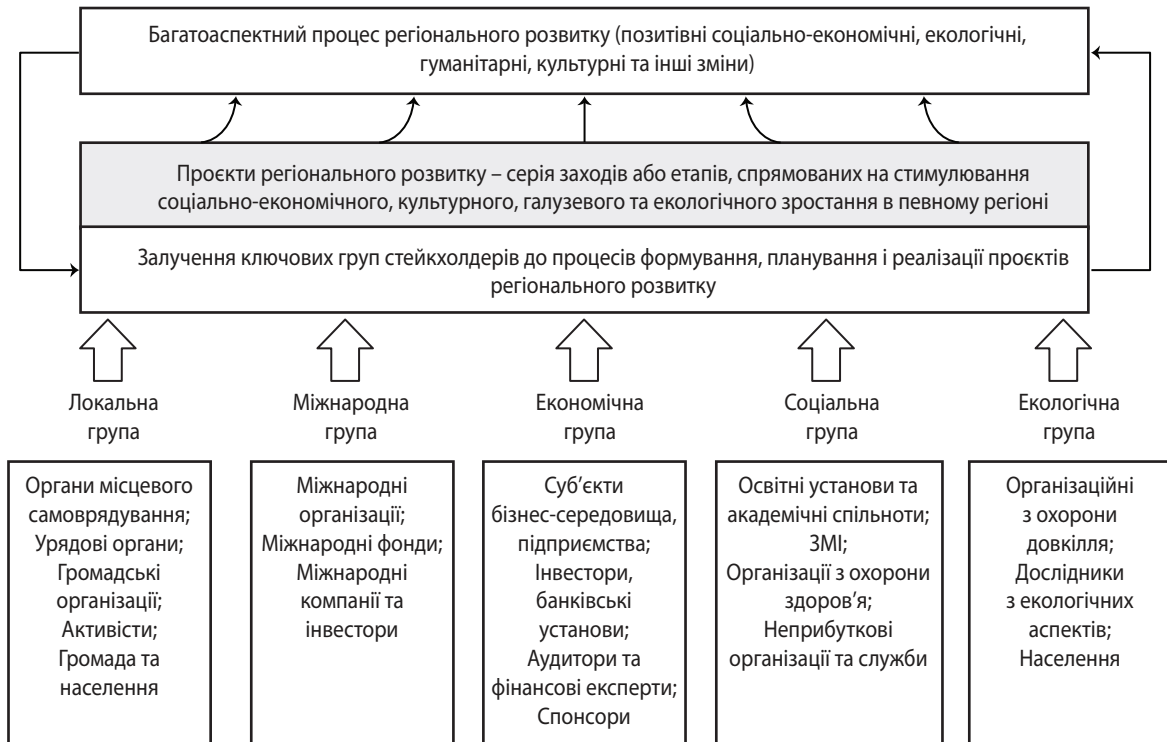 Багатоаспектний процес регіонального розвитку (позитивні соціально-економічні, екологічні,
гуманітарні, культурні та інші зміни)
Проєкти регіонального розвитку – серія заходів або етапів, спрямованих на стимулювання
соціально-економічного, культурного, галузевого та екологічного зростання в певному регіоні
Залучення ключових груп стейкхолдерів до процесів формування, планування і реалізації проєктів
регіонального розвитку
Локальна
група
Органи місцевого
самоврядування;
Урядові органи;
Громадські
організації;
Активісти;
Громада та
населення
Міжнародна
група
Міжнародні
організації;
Міжнародні фонди;
Міжнародні
компанії та
інвестори
Економічна
група
Суб’єкти
бізнес-середовища,
підприємства;
Інвестори,
банківські
установи;
Аудитори та
фінансові експерти;
Спонсори
Соціальна
група
Освітні установи та
академічні спільноти;
ЗМІ;
Організації з охорони
здоров’я;
Неприбуткові
організації та служби
Екологічна
група
Організаційні
з охорони
довкілля;
Дослідники
з екологічних
аспектів;
Населення